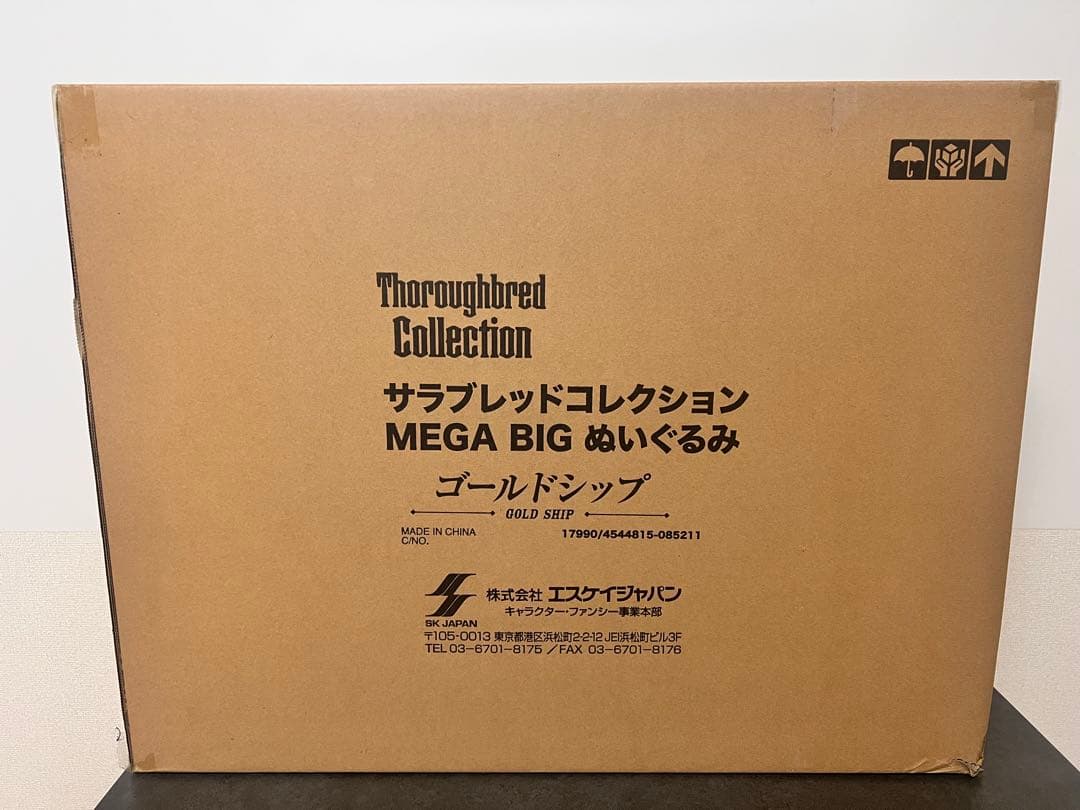 Thoroughbred
Collection
サラブレッドコレクション
MEGA BIG ぬいぐるみ
ゴールドシップ
GOLD SHIP
MADE IN CHINA
C/NO.
17990/4544815-085211
株式会社 エスケイジャパン
キャラクター・ファンシー事業本部
SK JAPAN
〒105-0013 東京都港区浜松町2-2-12 JEI浜松町ビル3F
TEL 03-6701-8175 /FAX 03-6701-8176
2